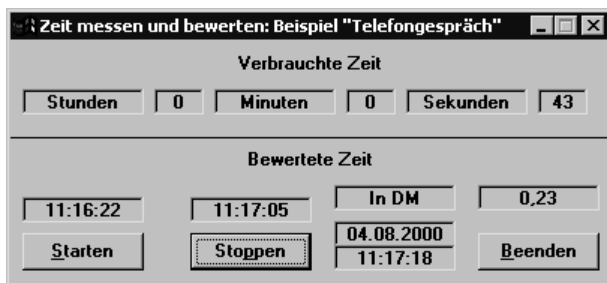 Zeit messen und bewerten: Beispiel "Telefongespräch"
Verbrauchte Zeit
Stunden 0 Minuten 0 Sekunden 43
Bewertete Zeit
11:16:22 11:17:05 In DM 0,23
Starten Stoppen 04.08.2000 Beenden
11:17:18